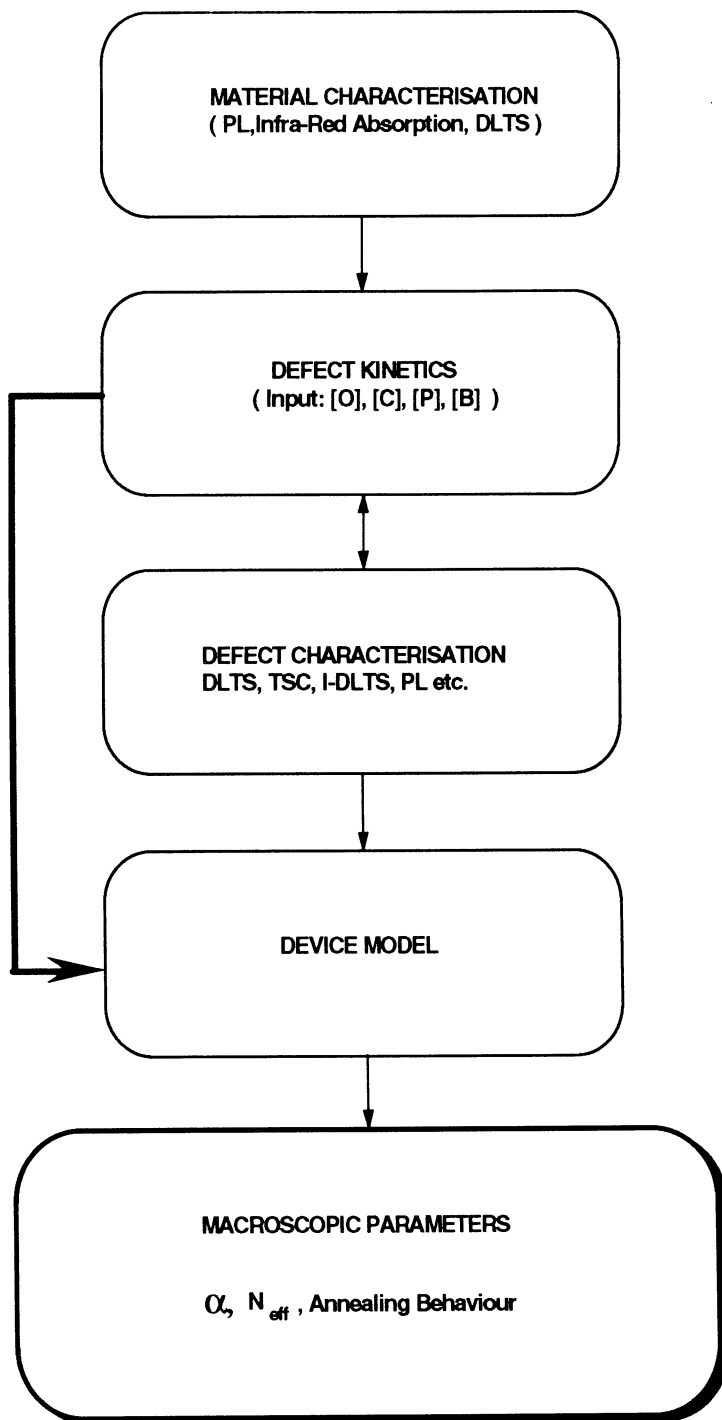 MATERIAL CHARACTERISATION
( PL,Infra-Red Absorption, DLTS )
DEFECT KINETICS
( Input: [O], [C], [P], [B] )
DEFECT CHARACTERISATION
DLTS, TSC, I-DLTS, PL etc.
DEVICE MODEL
MACROSCOPIC PARAMETERS
α, N eff , Annealing Behaviour